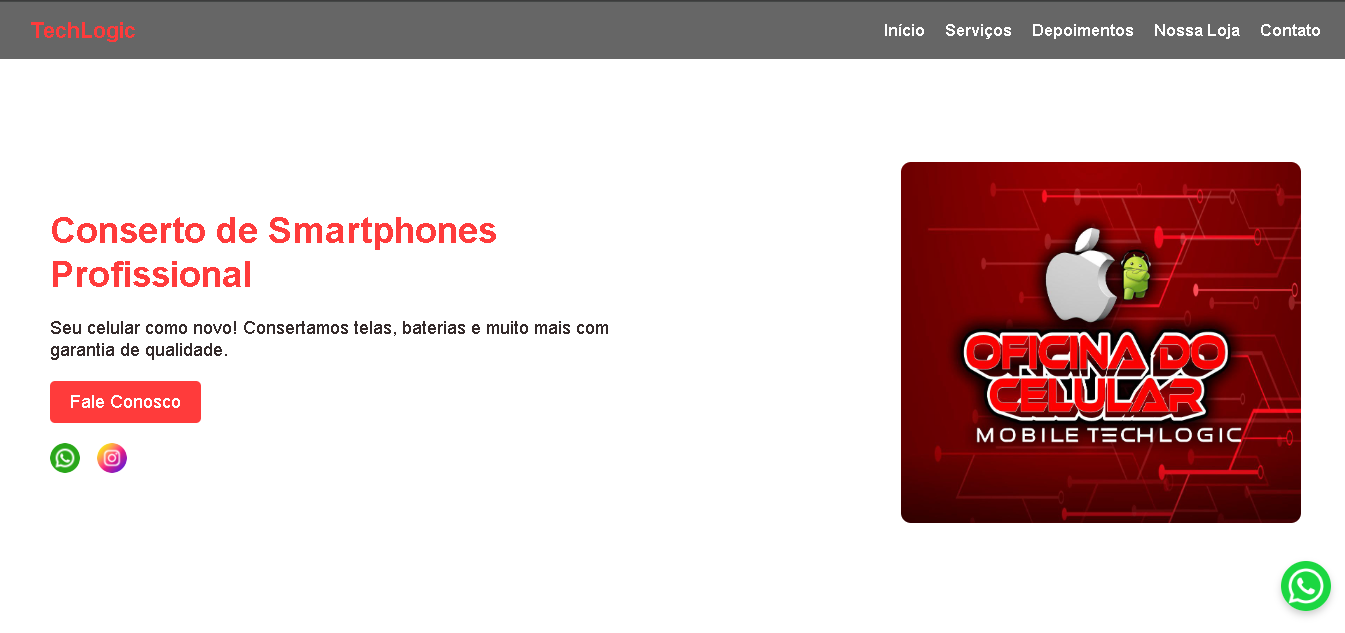 TechLogic
Início Serviços Depoimentos Nossa Loja Contato
Conserto de Smartphones
Profissional
Seu celular como novo! Consertamos telas, baterias e muito mais com
garantia de qualidade.
Fale Conosco
OFICINA DO
CELULAR
MOBILE TECHLOGIC